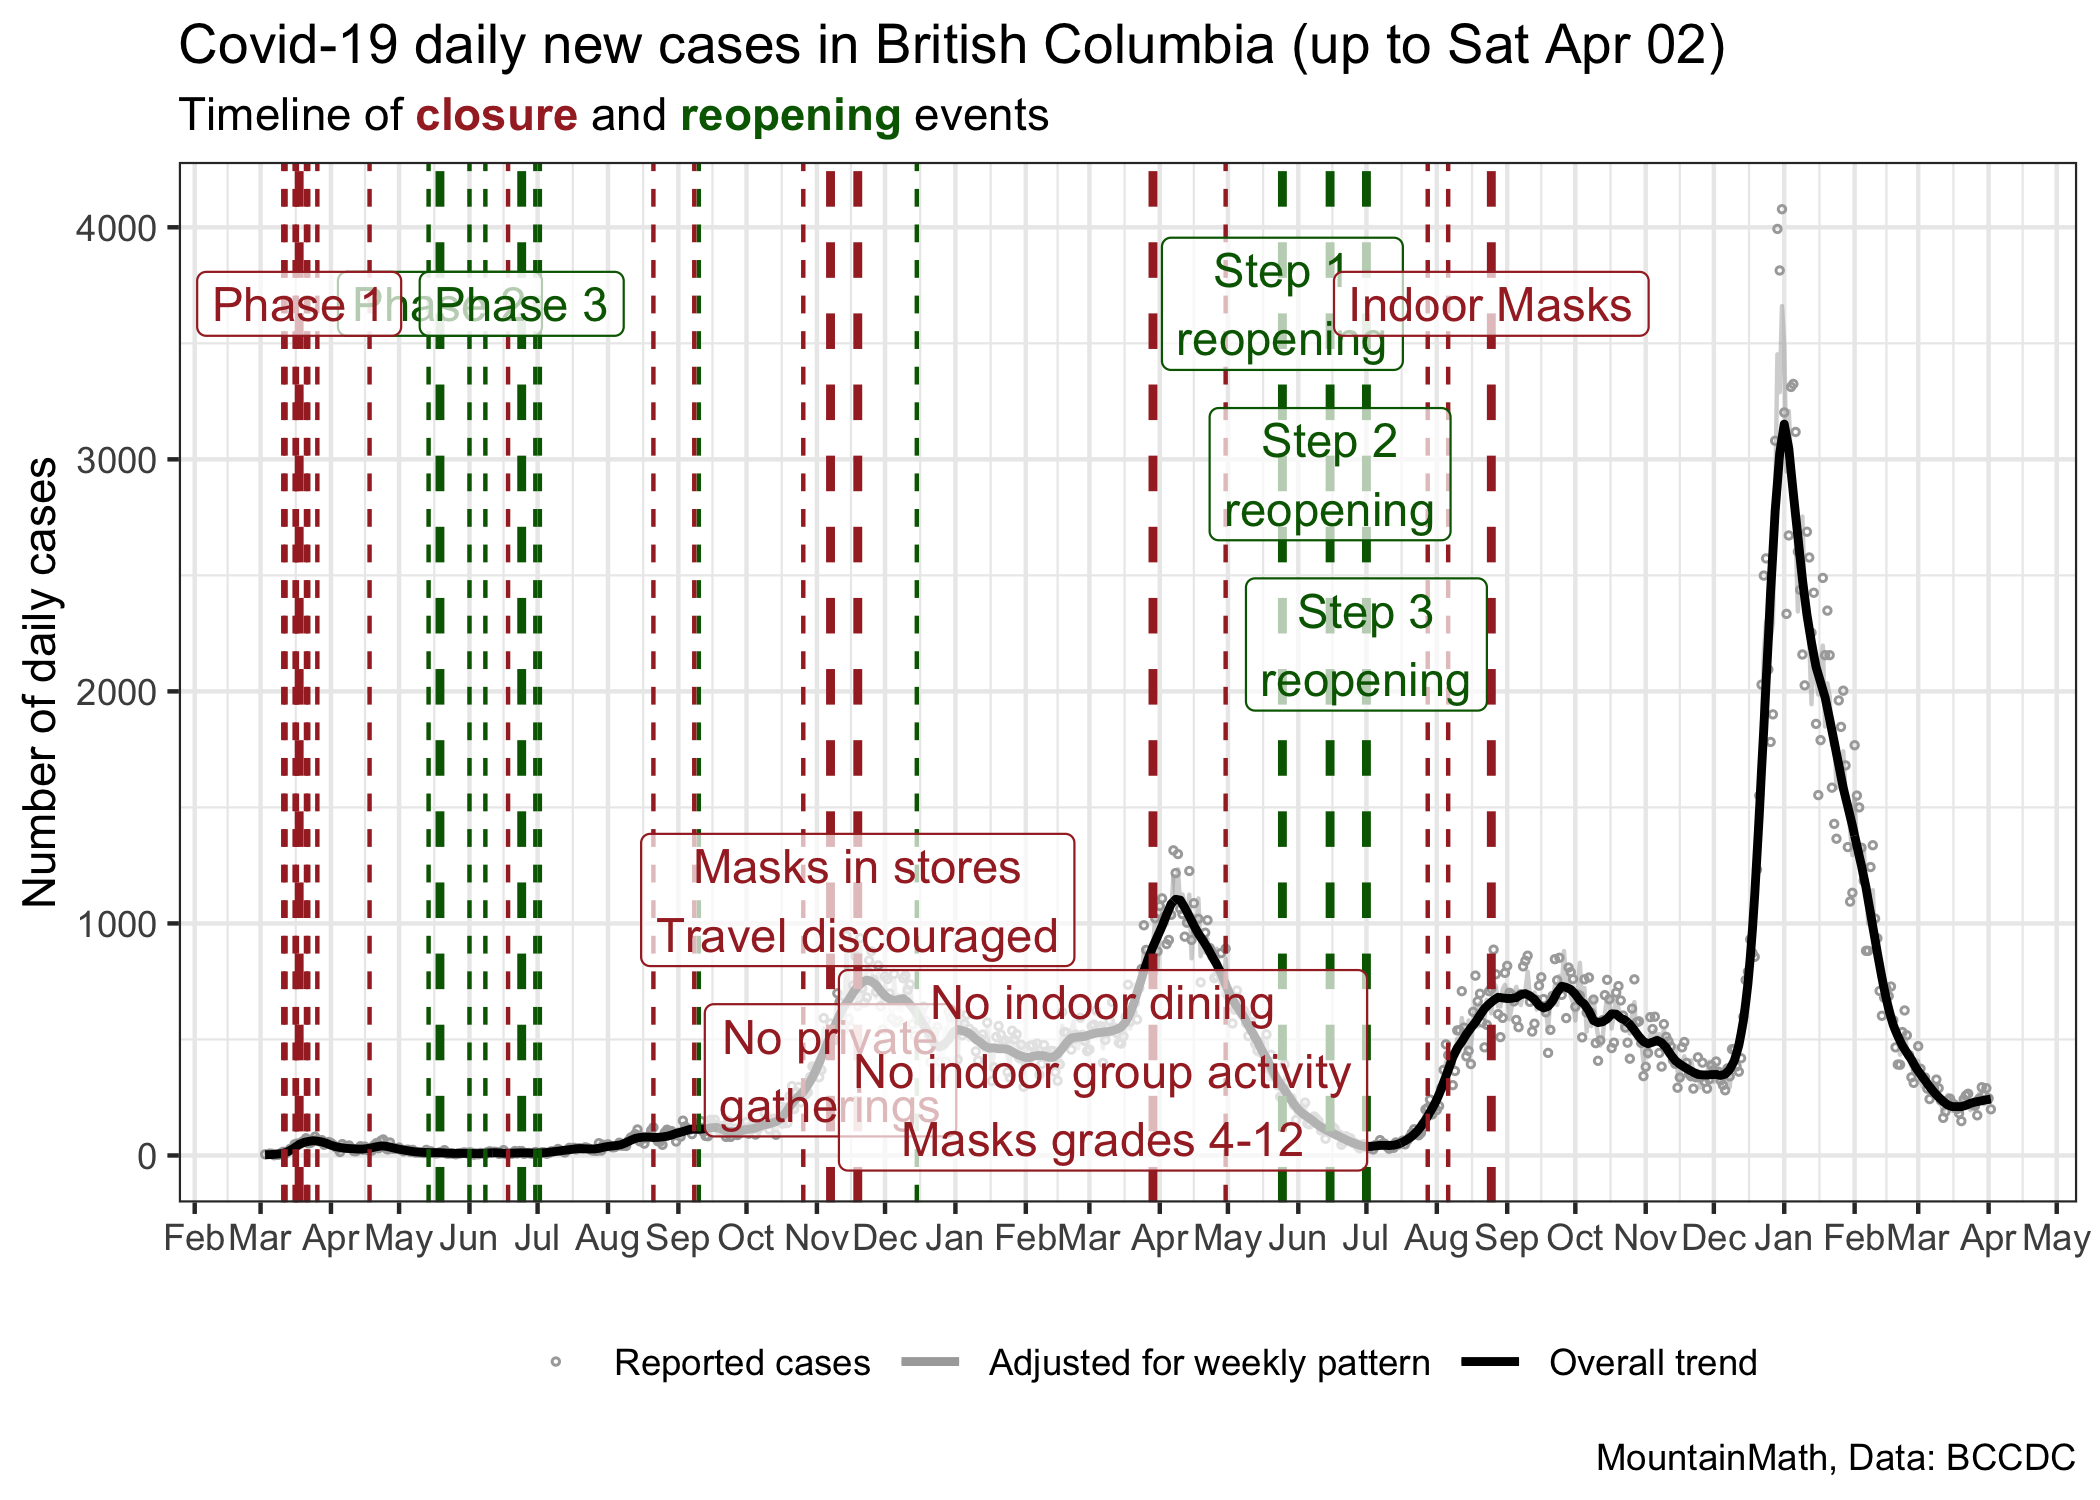 Covid-19 daily new cases in British Columbia (up to Sat Apr 02)
Timeline of closure and reopening events
Number of daily cases
4000
3000
2000
1000
0
Phase 1
Phase 2
Phase 3
Step 1
reopening
Indoor Masks
Step 2
reopening
Step 3
reopening
Masks in stores
Travel discouraged
No private
gatherings
No indoor dining
No indoor group activity
Masks grades 4-12
Feb Mar Apr May Jun Jul Aug Sep Oct Nov Dec Jan Feb Mar Apr May Jun Jul Aug Sep Oct Nov Dec Jan Feb Mar Apr May
Reported cases Adjusted for weekly pattern Overall trend
MountainMath, Data: BCCDC